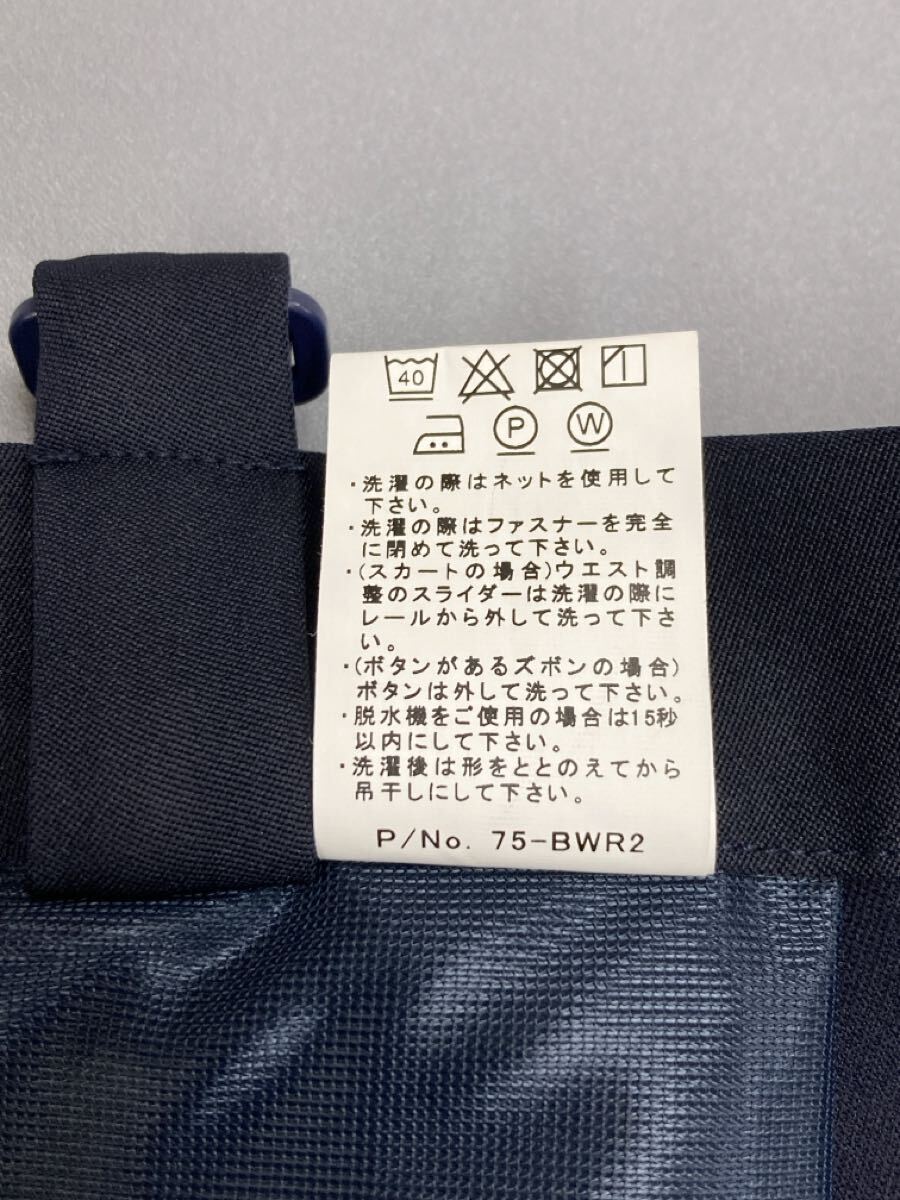 40
P W
・洗濯の際はネットを使用して
下さい。
・洗濯の際はファスナーを完全
に閉めて洗って下さい。
・(スカートの場合)ウエスト調
整のスライダーは洗濯の際に
レールから外して洗って下さ
い。
・(ボタンがあるズボンの場合)
ボタンは外して洗って下さい。
・脱水機をご使用の場合は15秒
以内にして下さい。
・洗濯後は形をととのえてから
吊干しにして下さい。
P/No. 75-BWR2